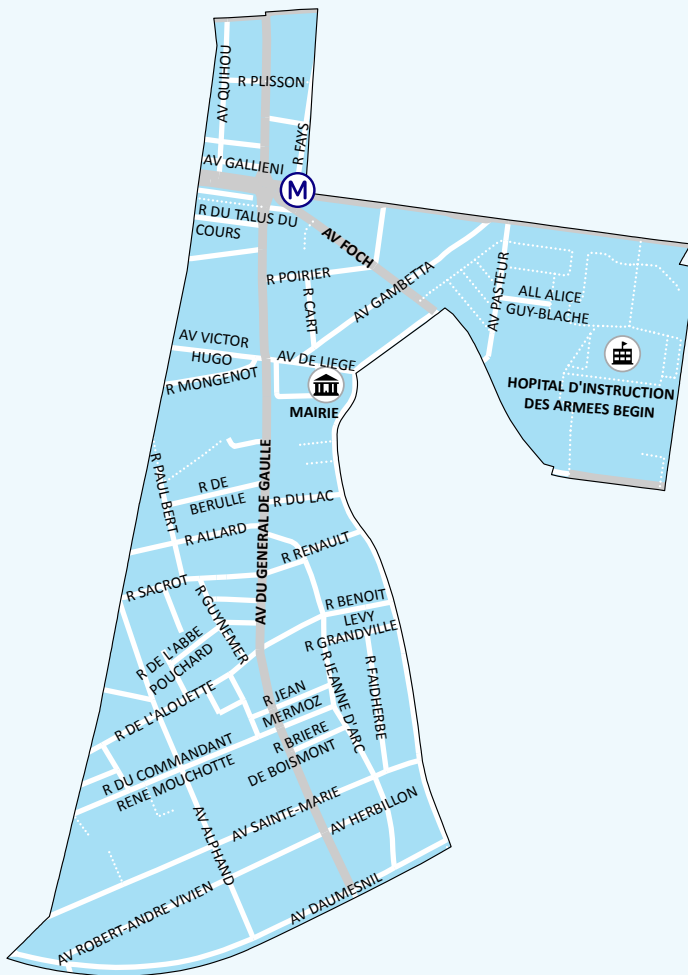 R PLISSON
AV QUIHOU
R FAYS
AV GALLIENI
M
R DU TALUS DU
COURS
AV FOCH
R POIRIER
R CART
AV GAMBETTA
AV PASTEUR
ALL ALICE
GUY-BLACHE
AV VICTOR
HUGO
AV DE LIEGE
R MONGENOT
MAIRIE
HOPITAL D'INSTRUCTION
DES ARMEES BEGIN
R PAUL BERT
R DE
BERULLE
AV DU GENERAL DE GAULLE
R DU LAC
R ALLARD
R RENAULT
R SACROT
R GUYNEMER
R BENOIT
LEVY
R GRANDVILLE
R DE L'ABBE
POUCHARD
R JEANNE D'ARC
R FAIDHERBE
R DE L'ALOUETTE
R JEAN
MERMOZ
R BRIERE
DE BOISMONT
R DU COMMANDANT
RENE MOUCHOTTE
AV ALPHAND
AV SAINTE-MARIE
AV HERBILLON
AV ROBERT-ANDRE VIVIEN
AV DAUMESNIL